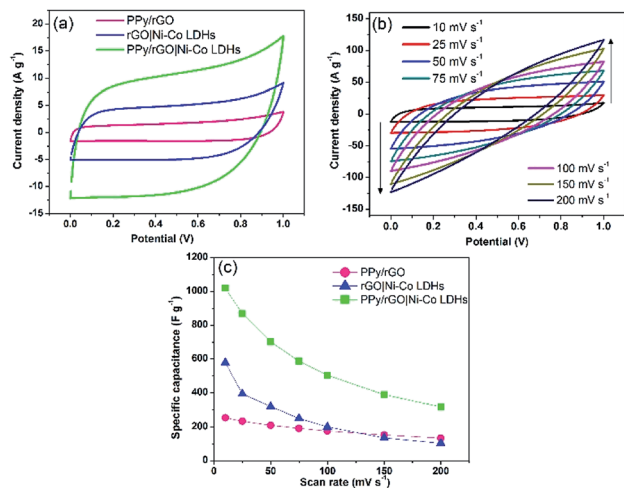 (a)
PPy/rGO
rGO|Ni-Co LDHs
PPy/rGO|Ni-Co LDHs
Current density (A g⁻¹)
25
20
15
10
5
0
-5
-10
-15
0.0 0.2 0.4 0.6 0.8 1.0
Potential (V)
(b)
10 mV s⁻¹
25 mV s⁻¹
50 mV s⁻¹
75 mV s⁻¹
100 mV s⁻¹
150 mV s⁻¹
200 mV s⁻¹
Current density (A g⁻¹)
150
100
50
0
-50
-100
-150
0.0 0.2 0.4 0.6 0.8 1.0
Potential (V)
(c)
PPy/rGO
rGO|Ni-Co LDHs
PPy/rGO|Ni-Co LDHs
Specific capacitance (F g⁻¹)
1200
1000
800
600
400
200
0
0 50 100 150 200
Scan rate (mV s⁻¹)